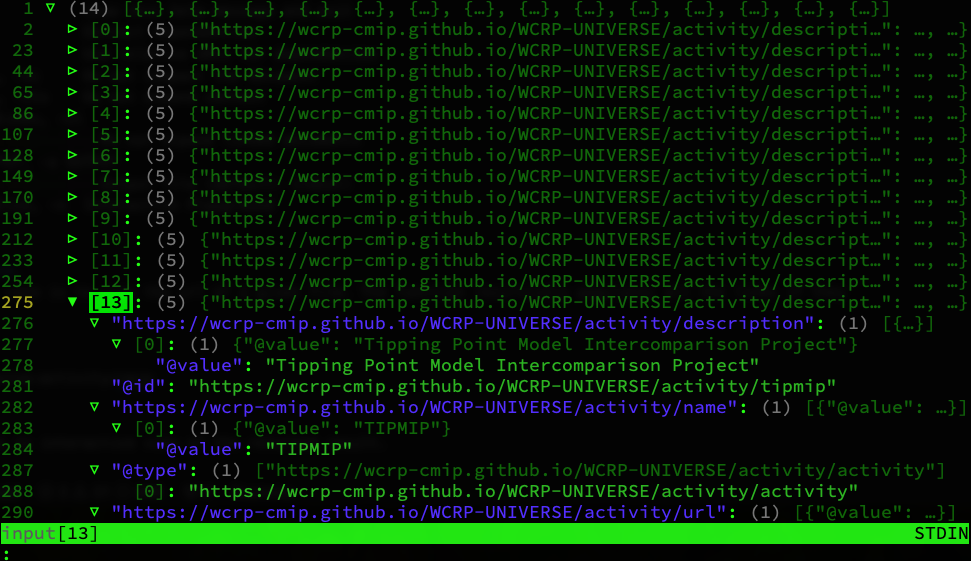 1 ▽ (14) [{…}, {…}, {…}, {…}, {…}, {…}, {…}, {…}, {…}, {…}, {…}, {…}, {…}, {…}]
2 ▷ [0]: (5) {"https://wcrp-cmip.github.io/WCRP-UNIVERSE/activity/descripti…": …, …}
23 ▷ [1]: (5) {"https://wcrp-cmip.github.io/WCRP-UNIVERSE/activity/descripti…": …, …}
44 ▷ [2]: (5) {"https://wcrp-cmip.github.io/WCRP-UNIVERSE/activity/descripti…": …, …}
65 ▷ [3]: (5) {"https://wcrp-cmip.github.io/WCRP-UNIVERSE/activity/descripti…": …, …}
86 ▷ [4]: (5) {"https://wcrp-cmip.github.io/WCRP-UNIVERSE/activity/descripti…": …, …}
107 ▷ [5]: (5) {"https://wcrp-cmip.github.io/WCRP-UNIVERSE/activity/descripti…": …, …}
128 ▷ [6]: (5) {"https://wcrp-cmip.github.io/WCRP-UNIVERSE/activity/descripti…": …, …}
149 ▷ [7]: (5) {"https://wcrp-cmip.github.io/WCRP-UNIVERSE/activity/descripti…": …, …}
170 ▷ [8]: (5) {"https://wcrp-cmip.github.io/WCRP-UNIVERSE/activity/descripti…": …, …}
191 ▷ [9]: (5) {"https://wcrp-cmip.github.io/WCRP-UNIVERSE/activity/descripti…": …, …}
212 ▷ [10]: (5) {"https://wcrp-cmip.github.io/WCRP-UNIVERSE/activity/descript…": …, …}
233 ▷ [11]: (5) {"https://wcrp-cmip.github.io/WCRP-UNIVERSE/activity/descript…": …, …}
254 ▷ [12]: (5) {"https://wcrp-cmip.github.io/WCRP-UNIVERSE/activity/descript…": …, …}
275 ▼ [13]: (5) {"https://wcrp-cmip.github.io/WCRP-UNIVERSE/activity/descript…": …, …}
276 ▽ "https://wcrp-cmip.github.io/WCRP-UNIVERSE/activity/description": (1) [{…}]
277 ▽ [0]: (1) {"@value": "Tipping Point Model Intercomparison Project"}
278 "@value": "Tipping Point Model Intercomparison Project"
281 "@id": "https://wcrp-cmip.github.io/WCRP-UNIVERSE/activity/tipmip"
282 ▽ "https://wcrp-cmip.github.io/WCRP-UNIVERSE/activity/name": (1) [{"@value": …}]
283 ▽ [0]: (1) {"@value": "TIPMIP"}
284 "@value": "TIPMIP"
287 ▽ "@type": (1) ["https://wcrp-cmip.github.io/WCRP-UNIVERSE/activity/activity"]
288 [0]: "https://wcrp-cmip.github.io/WCRP-UNIVERSE/activity/activity"
290 ▽ "https://wcrp-cmip.github.io/WCRP-UNIVERSE/activity/url": (1) [{"@value": …}]
input[13] STDIN
: